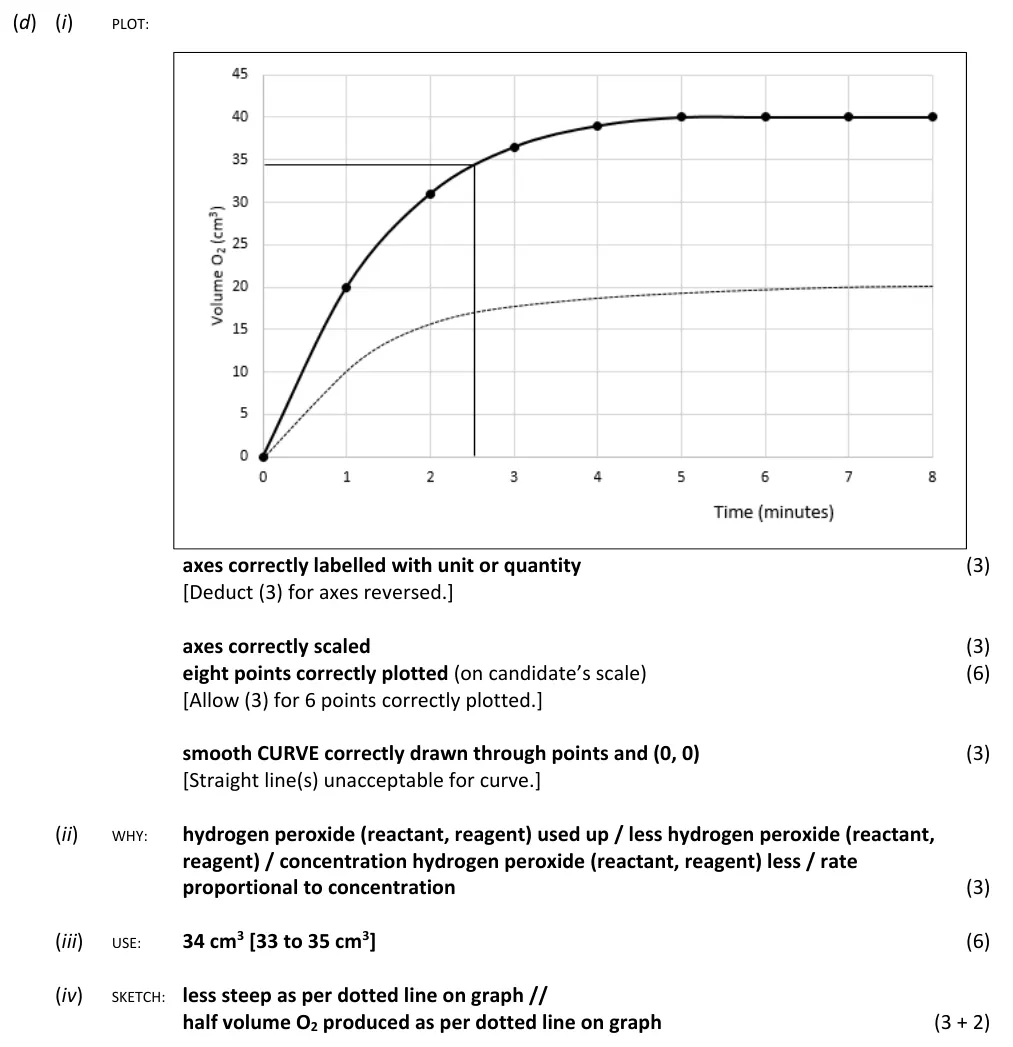 (d) (i) PLOT:
45
40
35
30
25
20
15
10
5
0
Volume O₂ (cm³)
0 1 2 3 4 5 6 7 8
Time (minutes)
axes correctly labelled with unit or quantity (3)
[Deduct (3) for axes reversed.]
axes correctly scaled (3)
eight points correctly plotted (on candidate’s scale) (6)
[Allow (3) for 6 points correctly plotted.]
smooth CURVE correctly drawn through points and (0, 0) (3)
[Straight line(s) unacceptable for curve.]
(ii) WHY: hydrogen peroxide (reactant, reagent) used up / less hydrogen peroxide (reactant,
reagent) / concentration hydrogen peroxide (reactant, reagent) less / rate
proportional to concentration (3)
(iii) USE: 34 cm³ [33 to 35 cm³] (6)
(iv) SKETCH: less steep as per dotted line on graph //
half volume O₂ produced as per dotted line on graph (3 + 2)